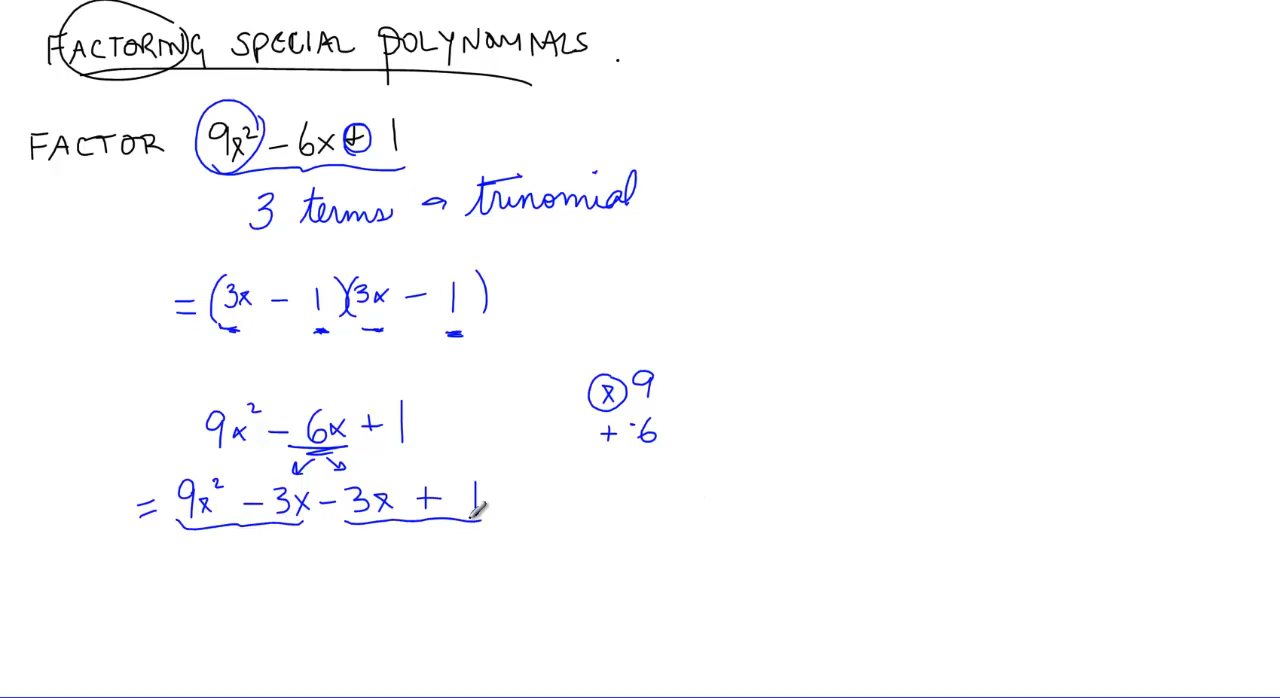 FACTORING SPECIAL POLYNOMIALS.
FACTOR 9x² - 6x + 1
3 terms → trinomial
= (3x - 1)(3x - 1)
x 9
+ -6
9x² - 6x + 1
= 9x² - 3x - 3x + 1